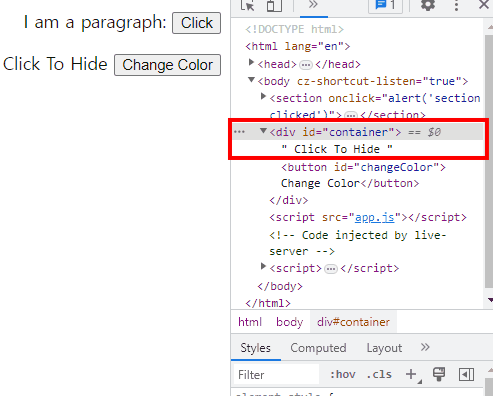 I am a paragraph: Click
Click To Hide Change Color
1
<!DOCTYPE html>
<html lang="en">
<head> … </head>
<body cz-shortcut-listen="true">
<section onclick="alert('section
clicked')"> … </section>
… <div id="container"> == $0
" Click To Hide "
<button id="changeColor">
Change Color</button>
</div>
<script src="app.js"></script>
<!-- Code injected by live-
server -->
<script> … </script>
</body>
</html>
html body div#container
Styles Computed Layout »
Filter :hov .cls +
element.style {